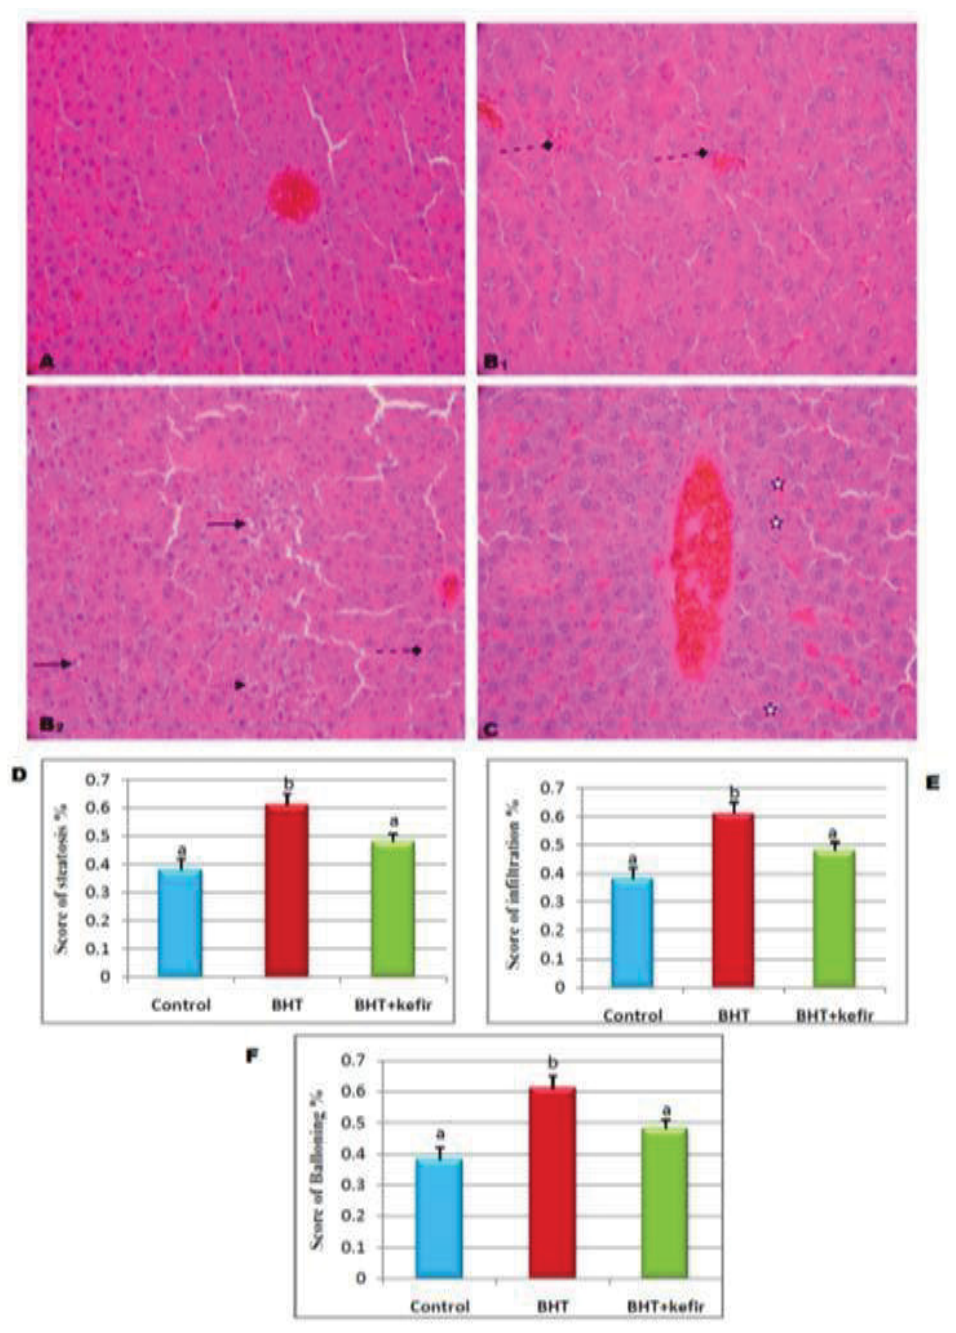 A
B1
B2
C
D
Score of steatosis %
0.7
0.6
0.5
0.4
0.3
0.2
0.1
0
a
b
a
Control BHT BHT+kefir
E
Score of infiltration %
0.7
0.6
0.5
0.4
0.3
0.2
0.1
0
a
b
a
Control BHT BHT+kefir
F
Score of Balloning %
0.7
0.6
0.5
0.4
0.3
0.2
0.1
0
a
b
a
Control BHT BHT+kefir